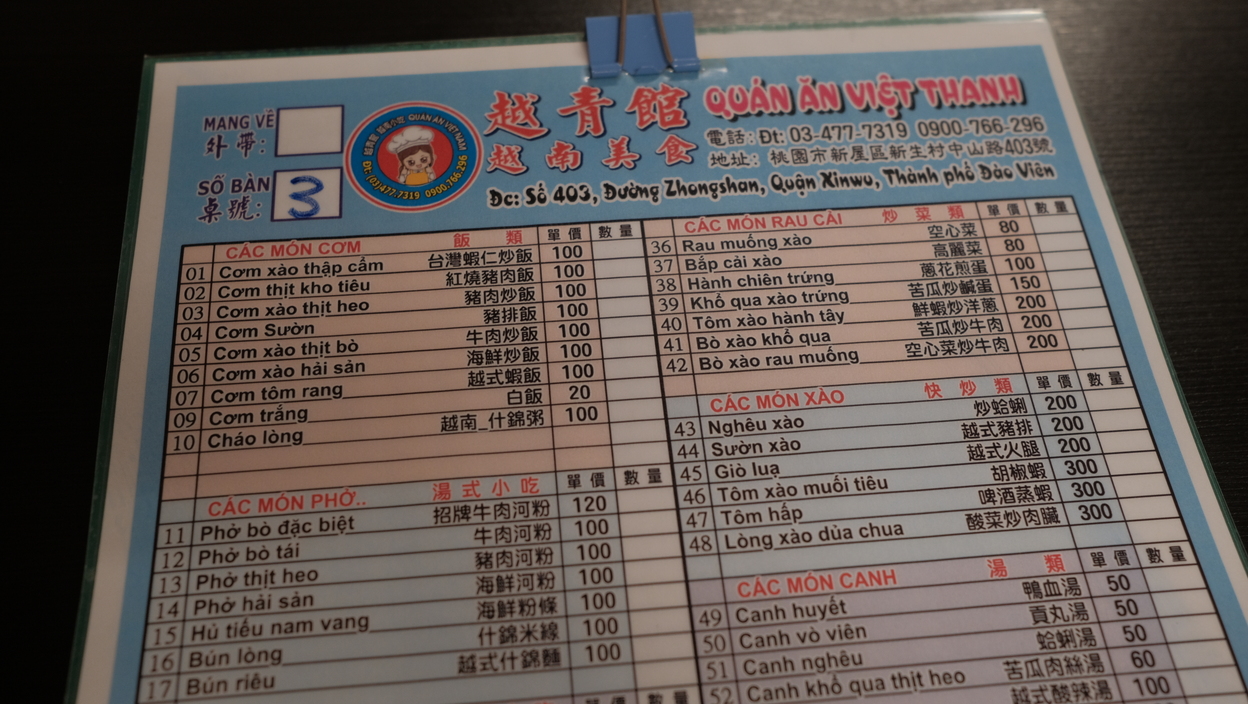 MANG VỀ
外 帶:
SỐ BÀN
桌號: 3
越南小吃 QUÁN ĂN VIỆT NAM
Đt: (03)477.7319 0900.766.296
越青館 QUÁN ĂN VIỆT THANH
越南美食
電話: Đt: 03-477-7319 0900-766-296
地址: 桃園市新屋區新生村中山路403號
Đc: Số 403, Đường Zhongshan, Quận Xinwu, Thành phố Đào Viên
CÁC MÓN CƠM 飯 類 單價 數量
01 Cơm xào thập cẩm 台灣蝦仁炒飯 100
02 Cơm thịt kho tiêu 紅燒豬肉飯 100
03 Cơm xào thịt heo 豬肉炒飯 100
04 Cơm Sườn 豬排飯 100
05 Cơm xào thịt bò 牛肉炒飯 100
06 Cơm xào hải sản 海鮮炒飯 100
07 Cơm tôm rang 越式蝦飯 100
09 Cơm trắng 白飯 20
10 Cháo lòng 越南_什錦粥 100
CÁC MÓN PHỞ.. 湯式小吃 單價 數量
11 Phở bò đặc biệt 招牌牛肉河粉 120
12 Phở bò tái 牛肉河粉 100
13 Phở thịt heo 豬肉河粉 100
14 Phở hải sản 海鮮河粉 100
15 Hủ tiếu nam vang 海鮮粉條 100
16 Bún lòng 什錦米線 100
17 Bún riêu 越式什錦麵 100
單價 數量
CÁC MÓN RAU CẢI 炒菜類 單價 數量
36 Rau muống xào 空心菜 80
37 Bắp cải xào 高麗菜 80
38 Hành chiên trứng 蔥花煎蛋 100
39 Khổ qua xào trứng 苦瓜炒鹹蛋 150
40 Tôm xào hành tây 鮮蝦炒洋蔥 200
41 Bò xào khổ qua 苦瓜炒牛肉 200
42 Bò xào rau muống 空心菜炒牛肉 200
CÁC MÓN XÀO 快炒類 單價 數量
43 Nghêu xào 炒蛤蜊 200
44 Sườn xào 越式豬排 200
45 Giò lụa 越式火腿 200
46 Tôm xào muối tiêu 胡椒蝦 300
47 Tôm hấp 啤酒蒸蝦 300
48 Lòng xào dủa chua 酸菜炒肉臟 300
CÁC MÓN CANH 湯 類 單價 數量
49 Canh huyết 鴨血湯 50
50 Canh vò viên 貢丸湯 50
51 Canh nghêu 蛤蜊湯 50
52 Canh khổ qua thịt heo 苦瓜肉絲湯 60
越式酸辣湯 100